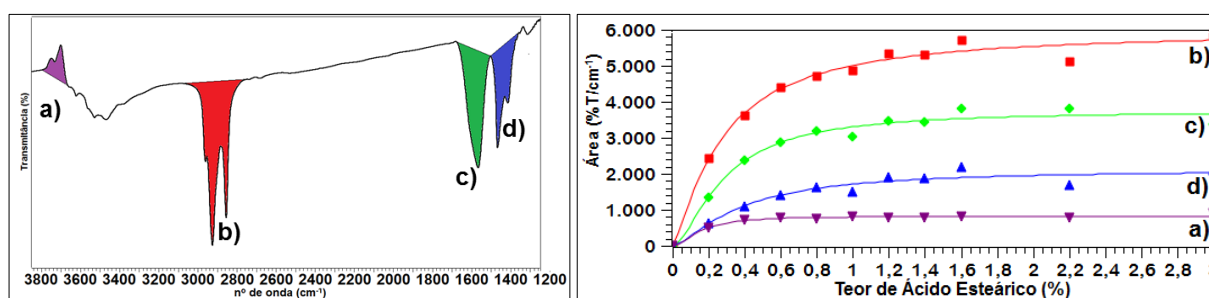 Transmitância (%)
a)
b)
c)
d)
3800 3400 3000 2800 2600 2400 2200 2000 1800 1600 1400 1200
nº de onda (cm⁻¹)
Área (%T/cm⁻¹)
6.000
5.000
4.000
3.000
2.000
1.000
0
b)
c)
d)
a)
0 0,2 0,4 0,6 0,8 1 1,2 1,4 1,6 1,8 2 2,2 2,4 2,6 2,8
Teor de Ácido Esteárico (%)